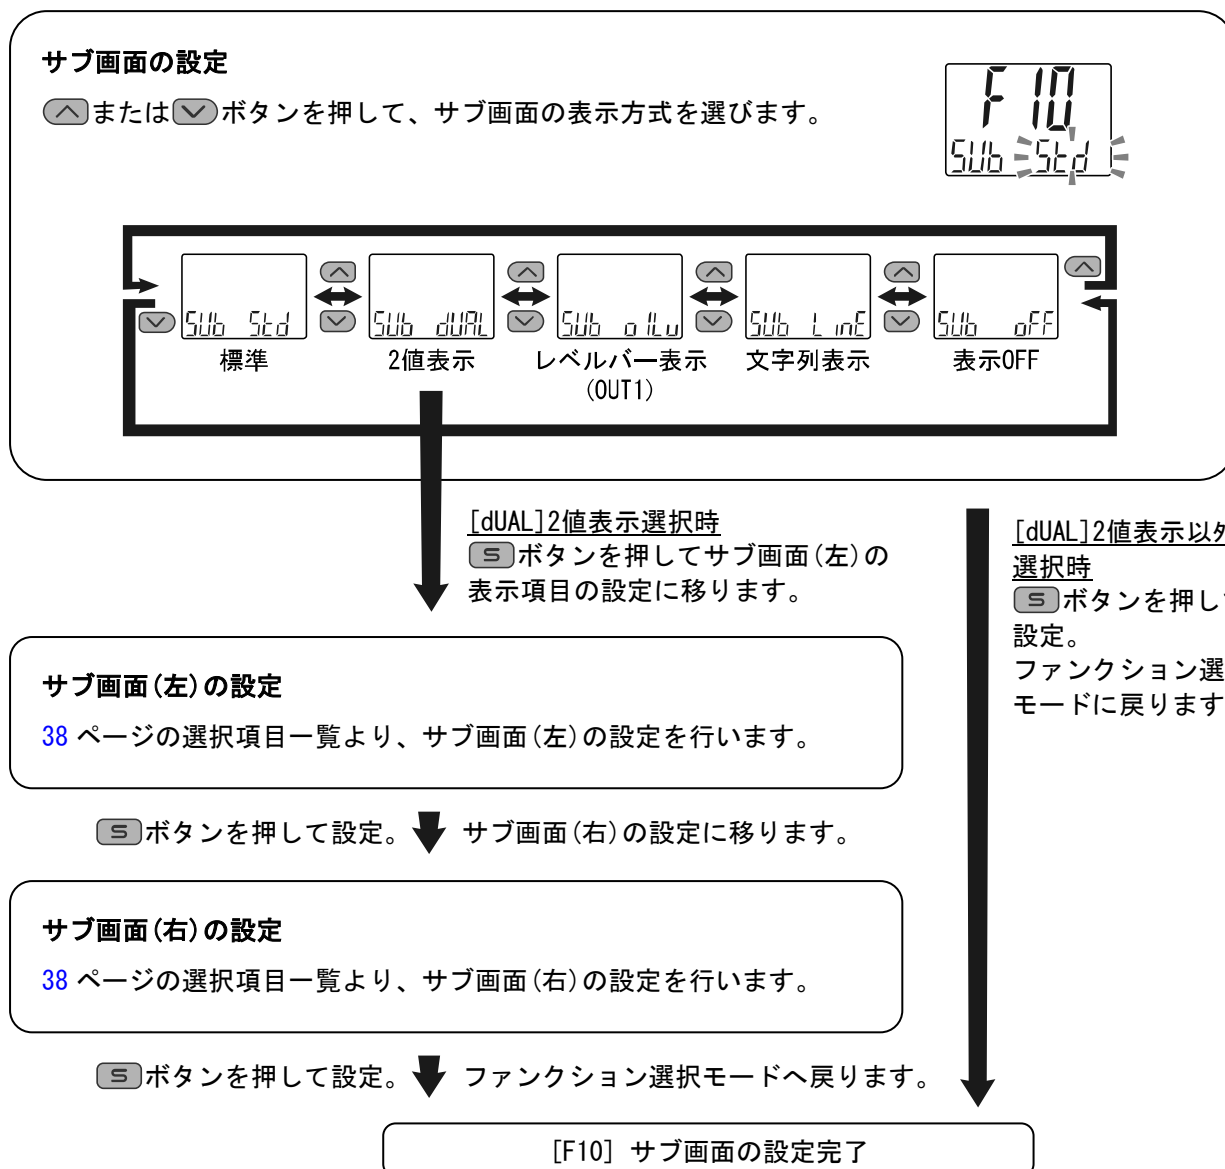 サブ画面の設定
または ボタンを押して、サブ画面の表示方式を選びます。
F10
SUb Std
SUb Std
SUb dUAL
SUb o1Lu
SUb LinE
SUb oFF
標準
2値表示
レベルバー表示
(OUT1)
文字列表示
表示OFF
[dUAL]2値表示選択時
S ボタンを押してサブ画面(左)の
表示項目の設定に移ります。
[dUAL]2値表示以外
選択時
S ボタンを押して
設定。
ファンクション選
モードに戻ります
サブ画面(左)の設定
38 ページの選択項目一覧より、サブ画面(左)の設定を行います。
S ボタンを押して設定。 サブ画面(右)の設定に移ります。
サブ画面(右)の設定
38 ページの選択項目一覧より、サブ画面(右)の設定を行います。
S ボタンを押して設定。 ファンクション選択モードへ戻ります。
[F10] サブ画面の設定完了